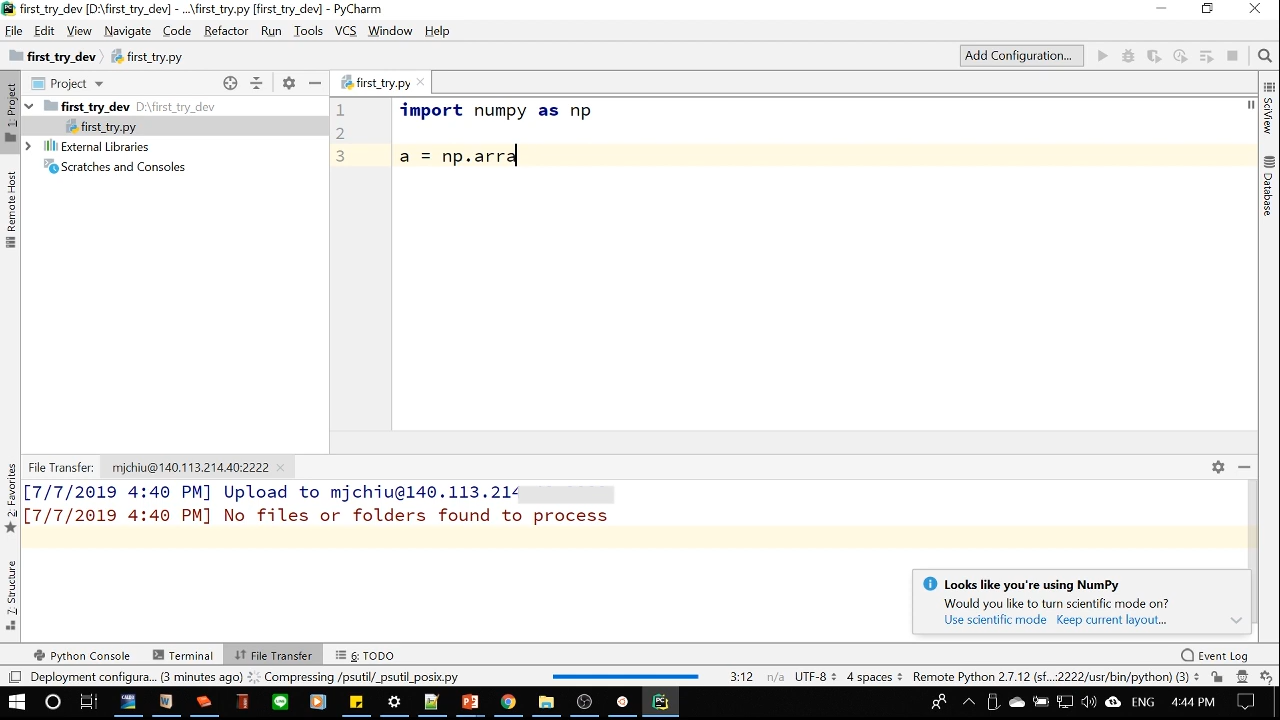 first_try_dev [D:\first_try_dev] - ...\first_try.py [first_try_dev] - PyCharm
File Edit View Navigate Code Refactor Run Tools VCS Window Help
first_try_dev first_try.py Add Configuration...
Project first_try.py
1: Project
first_try_dev D:\first_try_dev
first_try.py
External Libraries
Scratches and Consoles
Remote Host
1 import numpy as np
2
3 a = np.arra
SciView
Database
2: Favorites
7: Structure
File Transfer: mjchiu@140.113.214.40:2222
[7/7/2019 4:40 PM] Upload to mjchiu@140.113.214
[7/7/2019 4:40 PM] No files or folders found to process
Looks like you're using NumPy
Would you like to turn scientific mode on?
Use scientific mode Keep current layout...
Python Console Terminal File Transfer 6: TODO Event Log
Deployment configura... (3 minutes ago) Compressing /psutil/_psutil_posix.py 3:12 n/a UTF-8 4 spaces Remote Python 2.7.12 (sf...:2222/usr/bin/python) (3)
ENG 4:44 PM